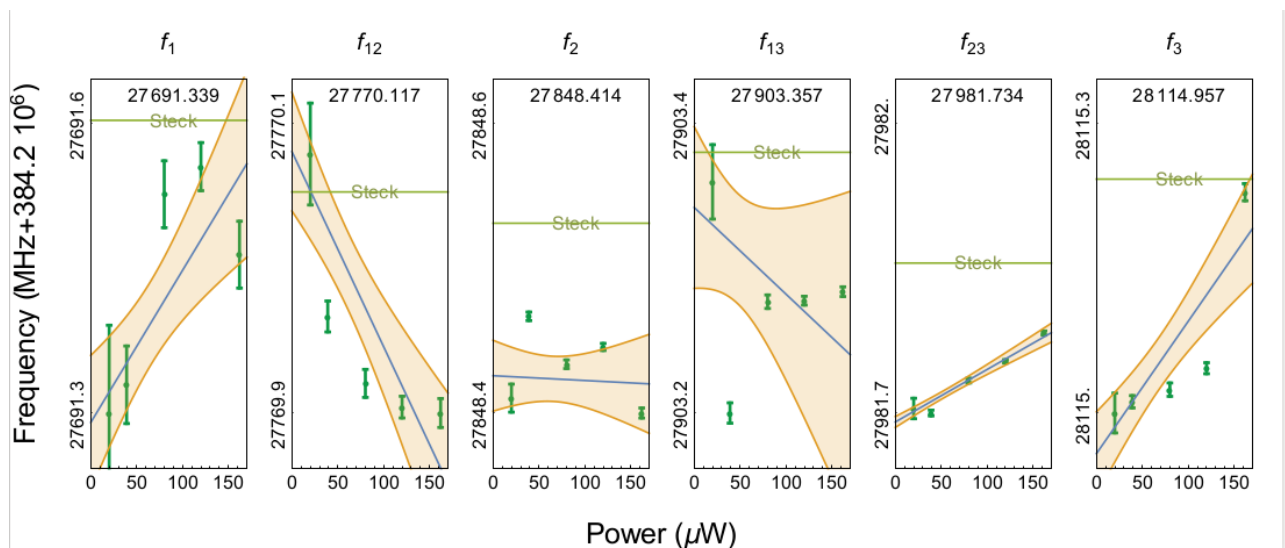 f₁ f₁₂ f₂ f₁₃ f₂₃ f₃
27691.339 27770.117 27848.414 27903.357 27981.734 28114.957
27691.6 27770.1 27848.6 27903.4 27982. 28115.3
Steck Steck Steck Steck Steck Steck
27691.3 27769.9 27848.4 27903.2 27981.7 28115.
Frequency (MHz+384.2 10⁶)
0 50 100 150 0 50 100 150 0 50 100 150 0 50 100 150 0 50 100 150 0 50 100 150
Power (μW)